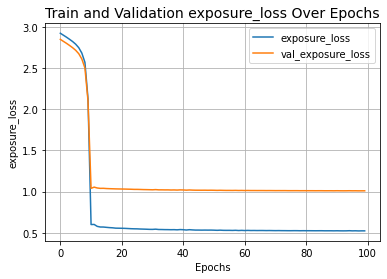 Train and Validation exposure_loss Over Epochs
exposure_loss
val_exposure_loss
3.0
2.5
2.0
1.5
1.0
0.5
exposure_loss
0 20 40 60 80 100
Epochs